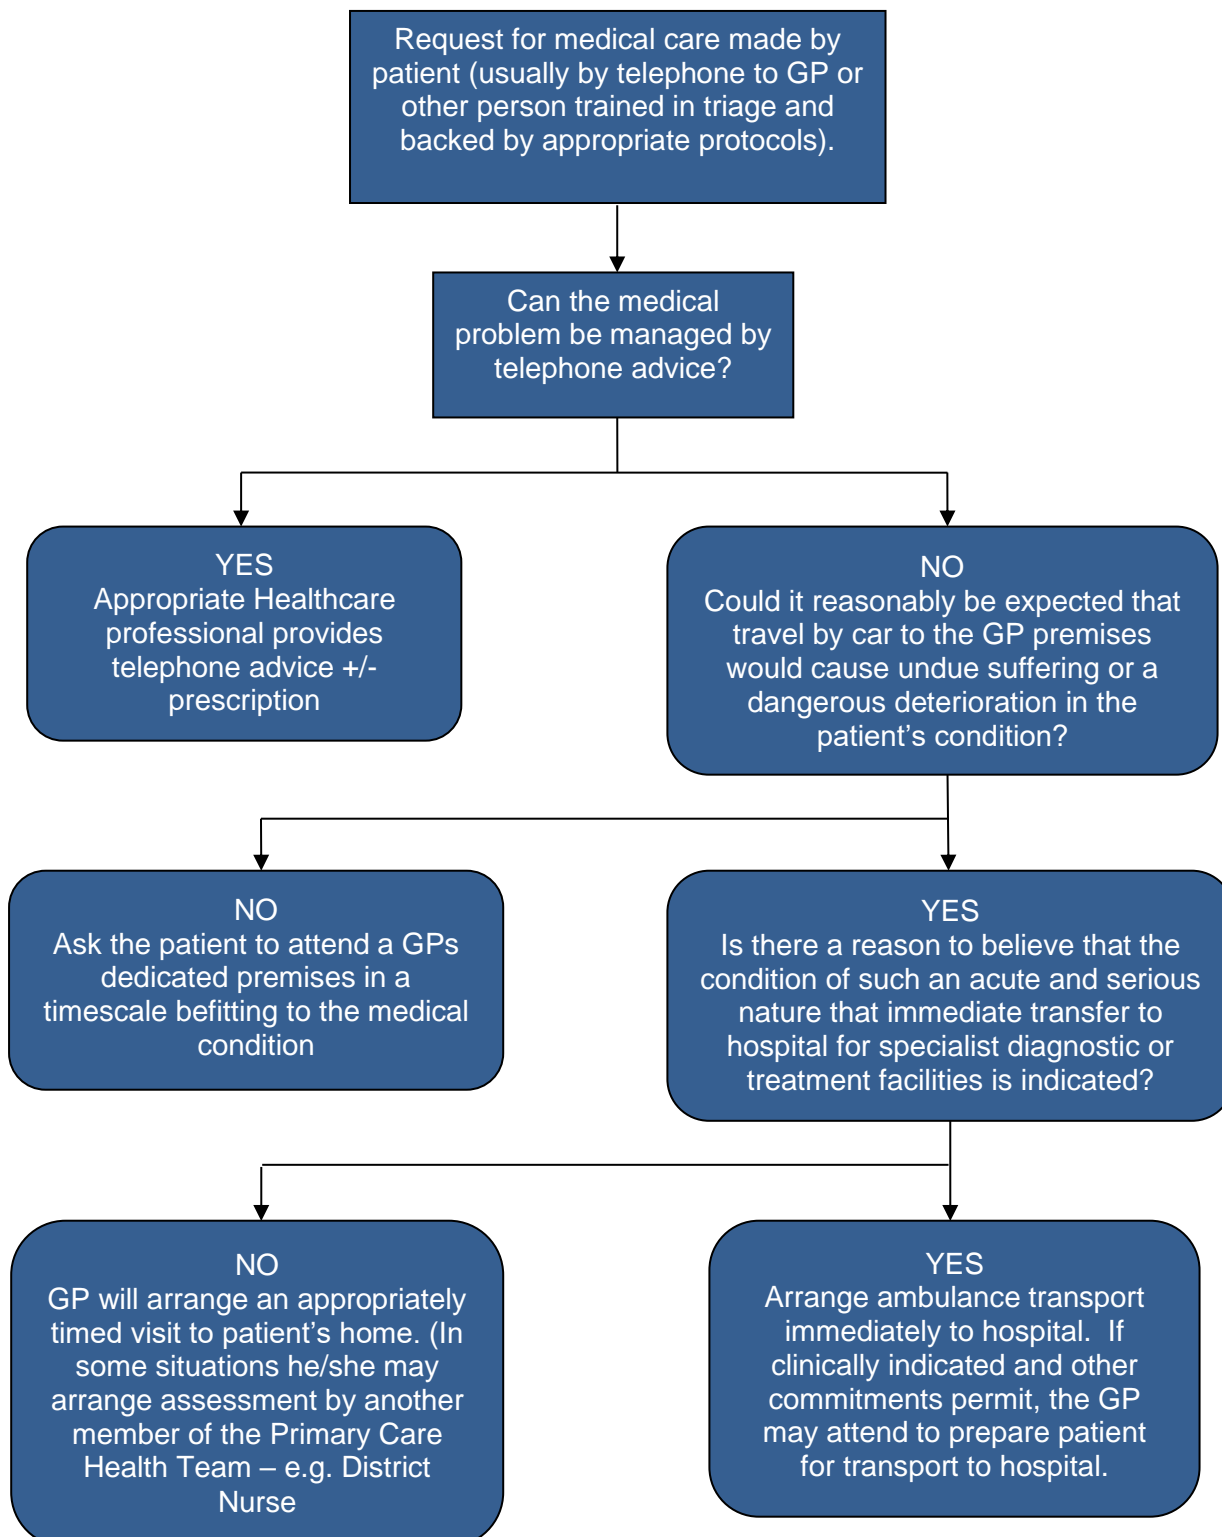 Request for medical care made by
patient (usually by telephone to GP or
other person trained in triage and
backed by appropriate protocols).
Can the medical
problem be managed by
telephone advice?
YES
Appropriate Healthcare
professional provides
telephone advice +/-
prescription
NO
Could it reasonably be expected that
travel by car to the GP premises
would cause undue suffering or a
dangerous deterioration in the
patient’s condition?
NO
Ask the patient to attend a GPs
dedicated premises in a
timescale befitting to the medical
condition
YES
Is there a reason to believe that the
condition of such an acute and serious
nature that immediate transfer to
hospital for specialist diagnostic or
treatment facilities is indicated?
NO
GP will arrange an appropriately
timed visit to patient’s home. (In
some situations he/she may
arrange assessment by another
member of the Primary Care
Health Team – e.g. District
Nurse
YES
Arrange ambulance transport
immediately to hospital.  If
clinically indicated and other
commitments permit, the GP
may attend to prepare patient
for transport to hospital.